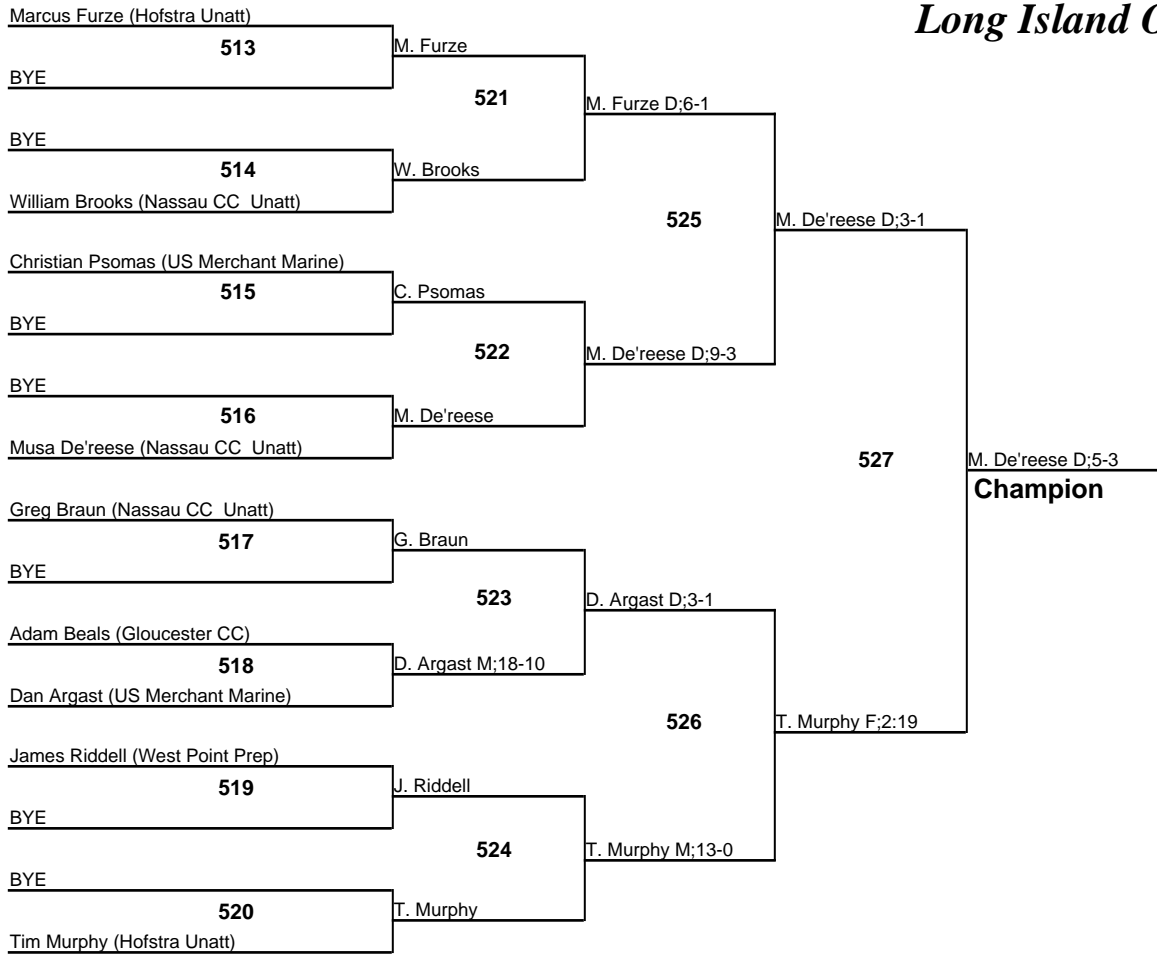 Long Island O
Marcus Furze (Hofstra Unatt)
513
BYE
M. Furze
521
BYE
514
William Brooks (Nassau CC  Unatt)
W. Brooks
M. Furze D;6-1
525
Christian Psomas (US Merchant Marine)
515
BYE
C. Psomas
522
BYE
516
Musa De'reese (Nassau CC  Unatt)
M. De'reese
M. De'reese D;9-3
M. De'reese D;3-1
527
Greg Braun (Nassau CC  Unatt)
517
BYE
G. Braun
523
Adam Beals (Gloucester CC)
518
Dan Argast (US Merchant Marine)
D. Argast M;18-10
D. Argast D;3-1
526
James Riddell (West Point Prep)
519
BYE
J. Riddell
524
BYE
520
Tim Murphy (Hofstra Unatt)
T. Murphy
T. Murphy M;13-0
T. Murphy F;2:19
M. De'reese D;5-3
Champion